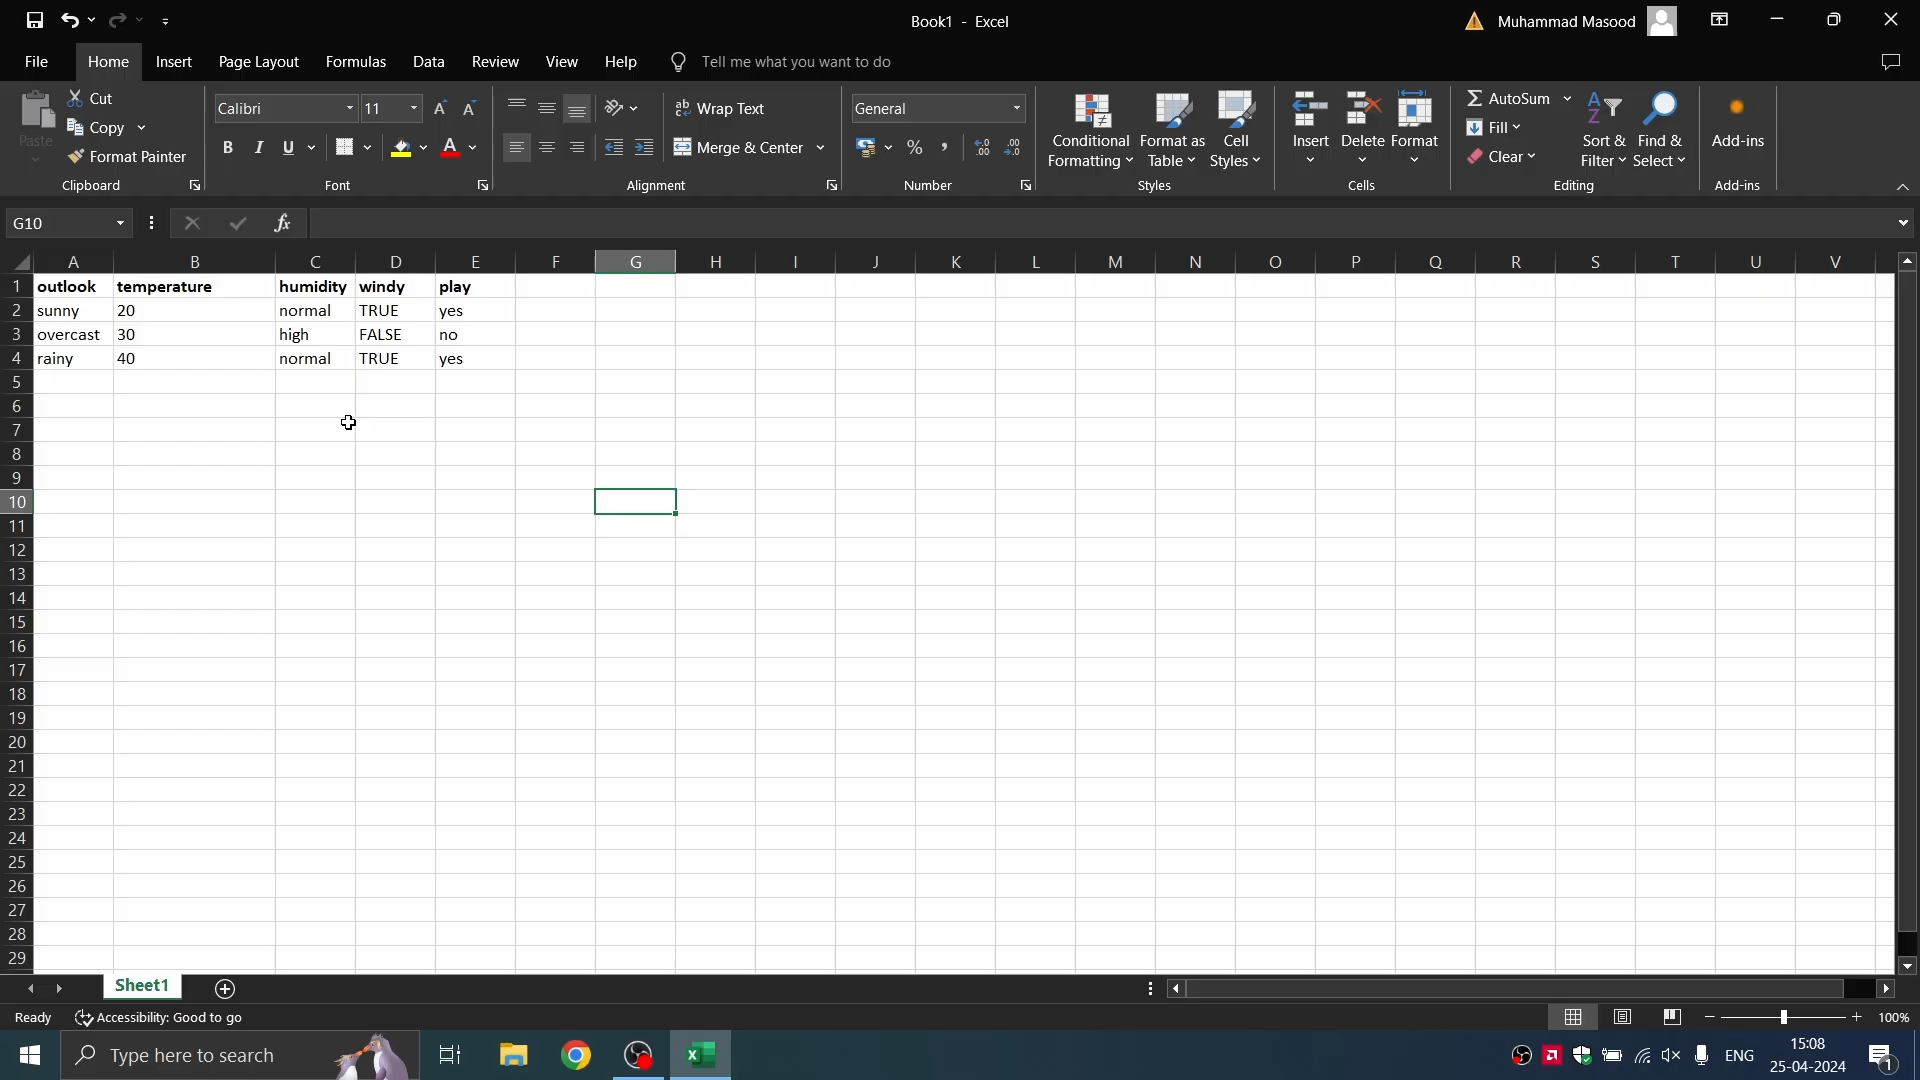 Book1 - Excel
Muhammad Masood
File Home Insert Page Layout Formulas Data Review View Help Tell me what you want to do
Paste
Cut
Copy
Format Painter
Clipboard
Calibri 11 A A
B I U A
Font
ab Wrap Text
Merge & Center
Alignment
General
% ,
Number
Conditional Formatting
Format as Table
Cell Styles
Styles
Insert Delete Format
Cells
AutoSum
Fill
Clear
Sort & Filter
Find & Select
Editing
Add-ins
Add-ins
G10 fx
A B C D E F G H I J K L M N O P Q R S T U V
1 outlook temperature humidity windy play
2 sunny 20 normal TRUE yes
3 overcast 30 high FALSE no
4 rainy 40 normal TRUE yes
5
6
7
8
9
10
11
12
13
14
15
16
17
18
19
20
21
22
23
24
25
26
27
28
29
Sheet1
Ready Accessibility: Good to go 100%
Type here to search
ENG
15:08
25-04-2024
1